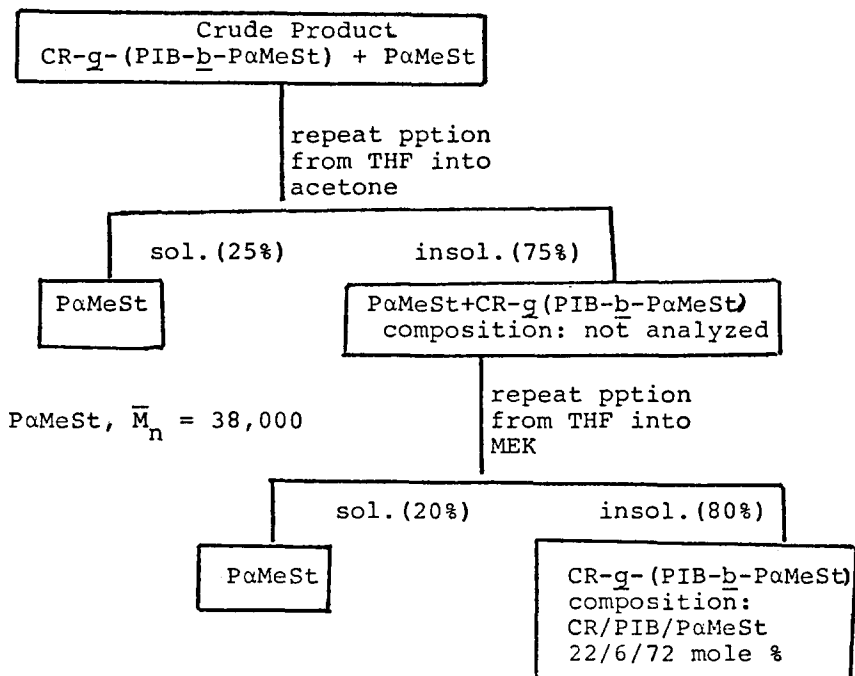 Crude Product
CR-g-(PIB-b-PαMeSt) + PαMeSt
repeat pption
from THF into
acetone
sol.(25%)
insol.(75%)
PαMeSt
PαMeSt+CR-g(PIB-b-PαMeSt)
composition: not analyzed
PαMeSt, M̅n = 38,000
repeat pption
from THF into
MEK
sol.(20%)
insol.(80%)
PαMeSt
CR-g-(PIB-b-PαMeSt)
composition:
CR/PIB/PαMeSt
22/6/72 mole %